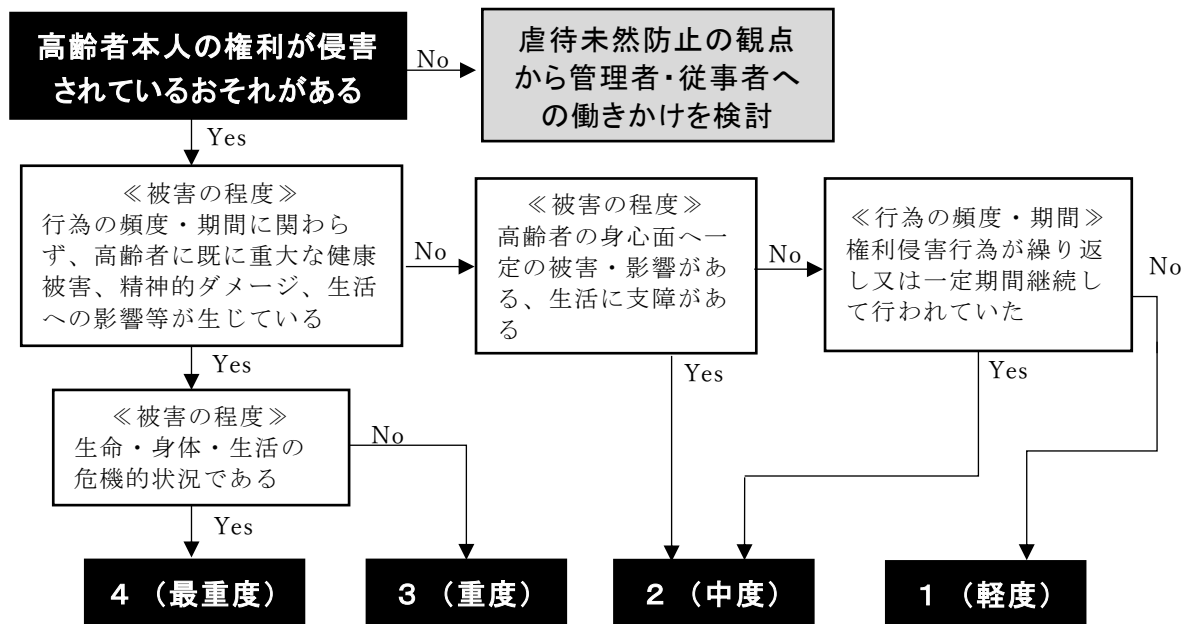 高齢者本人の権利が侵害
されているおそれがある
No
虐待未然防止の観点
から管理者・従事者へ
の働きかけを検討
Yes
≪被害の程度≫
行為の頻度・期間に関わら
ず、高齢者に既に重大な健康
被害、精神的ダメージ、生活
への影響等が生じている
No
≪被害の程度≫
高齢者の身心面へ一
定の被害・影響があ
る、生活に支障があ
る
No
≪行為の頻度・期間≫
権利侵害行為が繰り返
し又は一定期間継続し
て行われていた
No
Yes
Yes
Yes
≪被害の程度≫
生命・身体・生活の
危機的状況である
No
Yes
4 （最重度）
3 （重度）
2 （中度）
1 （軽度）